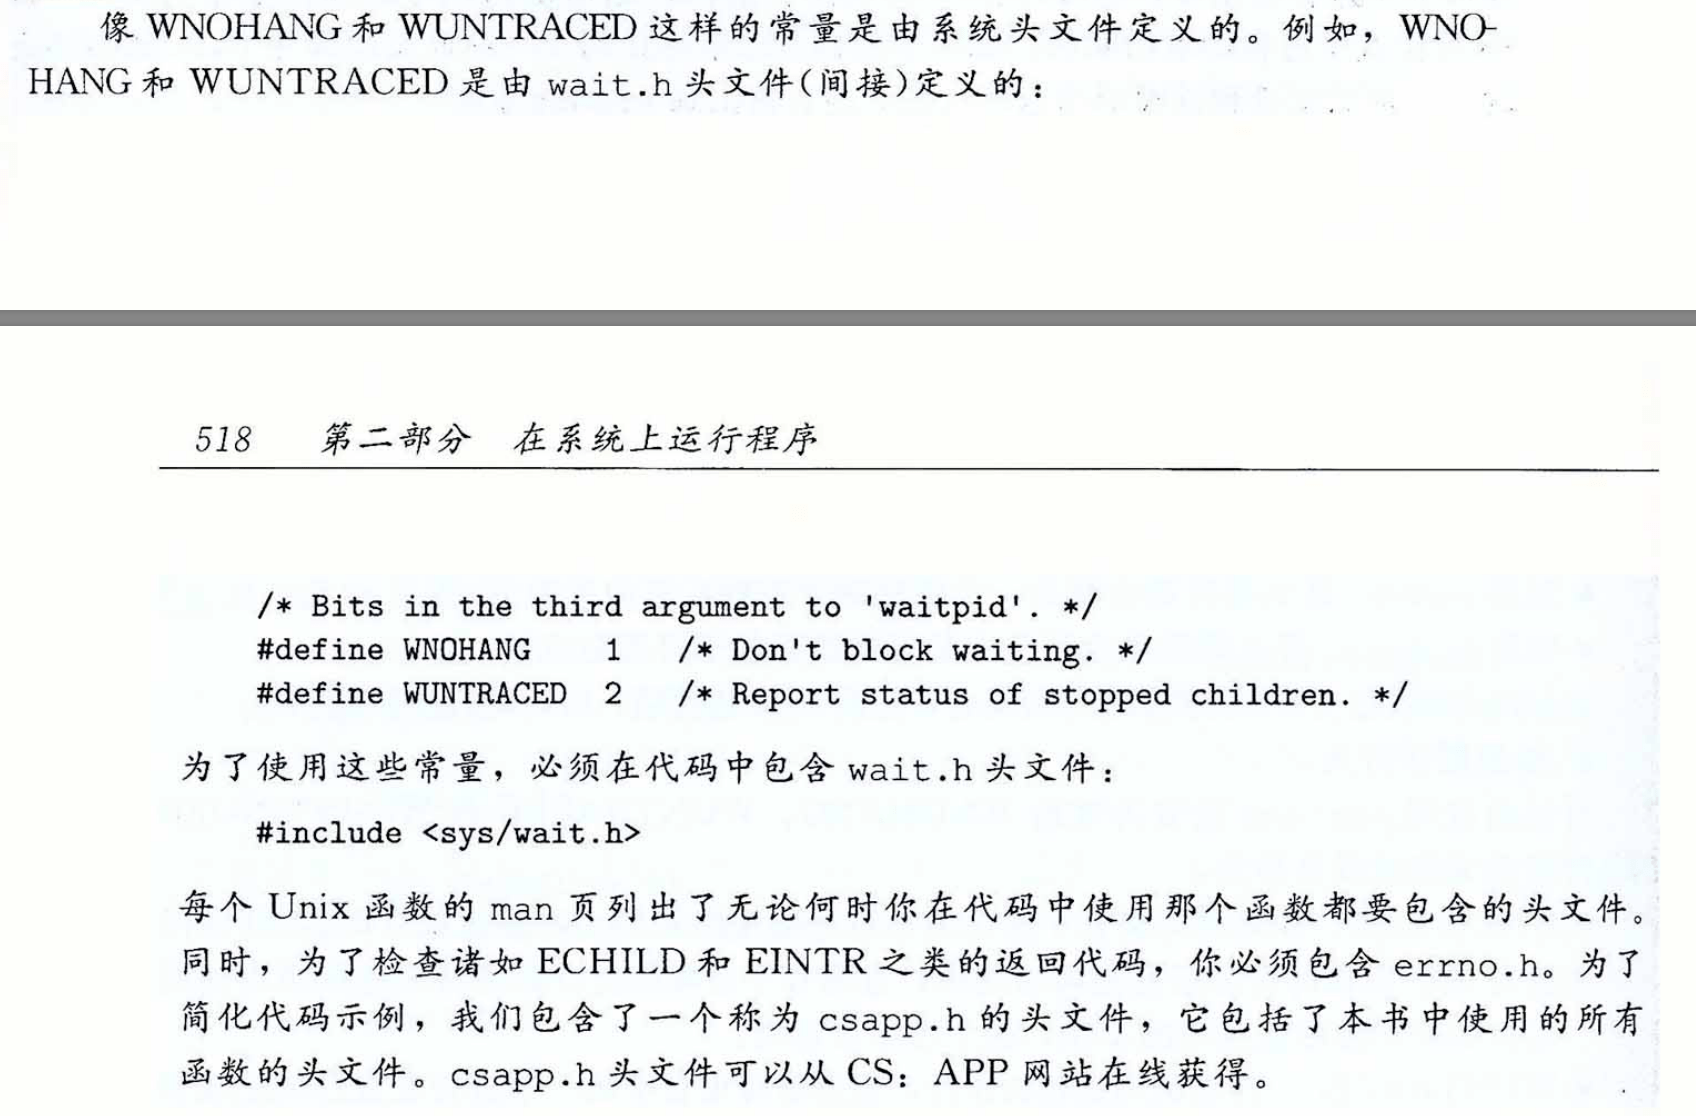 像 WNOHANG 和 WUNTRACED 这样的常量是由系统头文件定义的。例如，WNO-
HANG 和 WUNTRACED 是由 wait.h 头文件(间接)定义的：
518 第二部分 在系统上运行程序
/* Bits in the third argument to 'waitpid'. */
#define WNOHANG 1 /* Don't block waiting. */
#define WUNTRACED 2 /* Report status of stopped children. */
为了使用这些常量，必须在代码中包含 wait.h 头文件：
#include <sys/wait.h>
每个 Unix 函数的 man 页列出了无论何时你在代码中使用那个函数都要包含的头文件。
同时，为了检查诸如 ECHILD 和 EINTR 之类的返回代码，你必须包含 errno.h。为了
简化代码示例，我们包含了一个称为 csapp.h 的头文件，它包括了本书中使用的所有
函数的头文件。csapp.h 头文件可以从 CS：APP 网站在线获得。